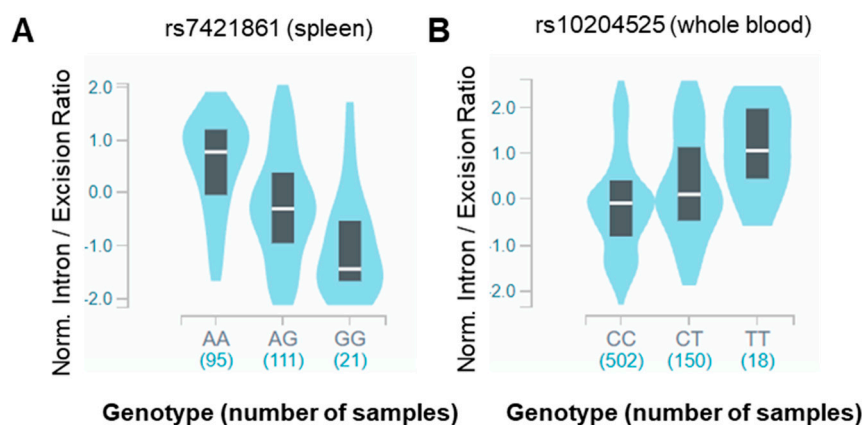 A
rs7421861 (spleen)
Norm. Intron / Excision Ratio
2.0
1.0
0.0
-1.0
-2.0
AA
AG
GG
(95)
(111)
(21)
Genotype (number of samples)
B
rs10204525 (whole blood)
Norm. Intron / Excision Ratio
2.0
1.0
0.0
-1.0
-2.0
CC
CT
TT
(502)
(150)
(18)
Genotype (number of samples)